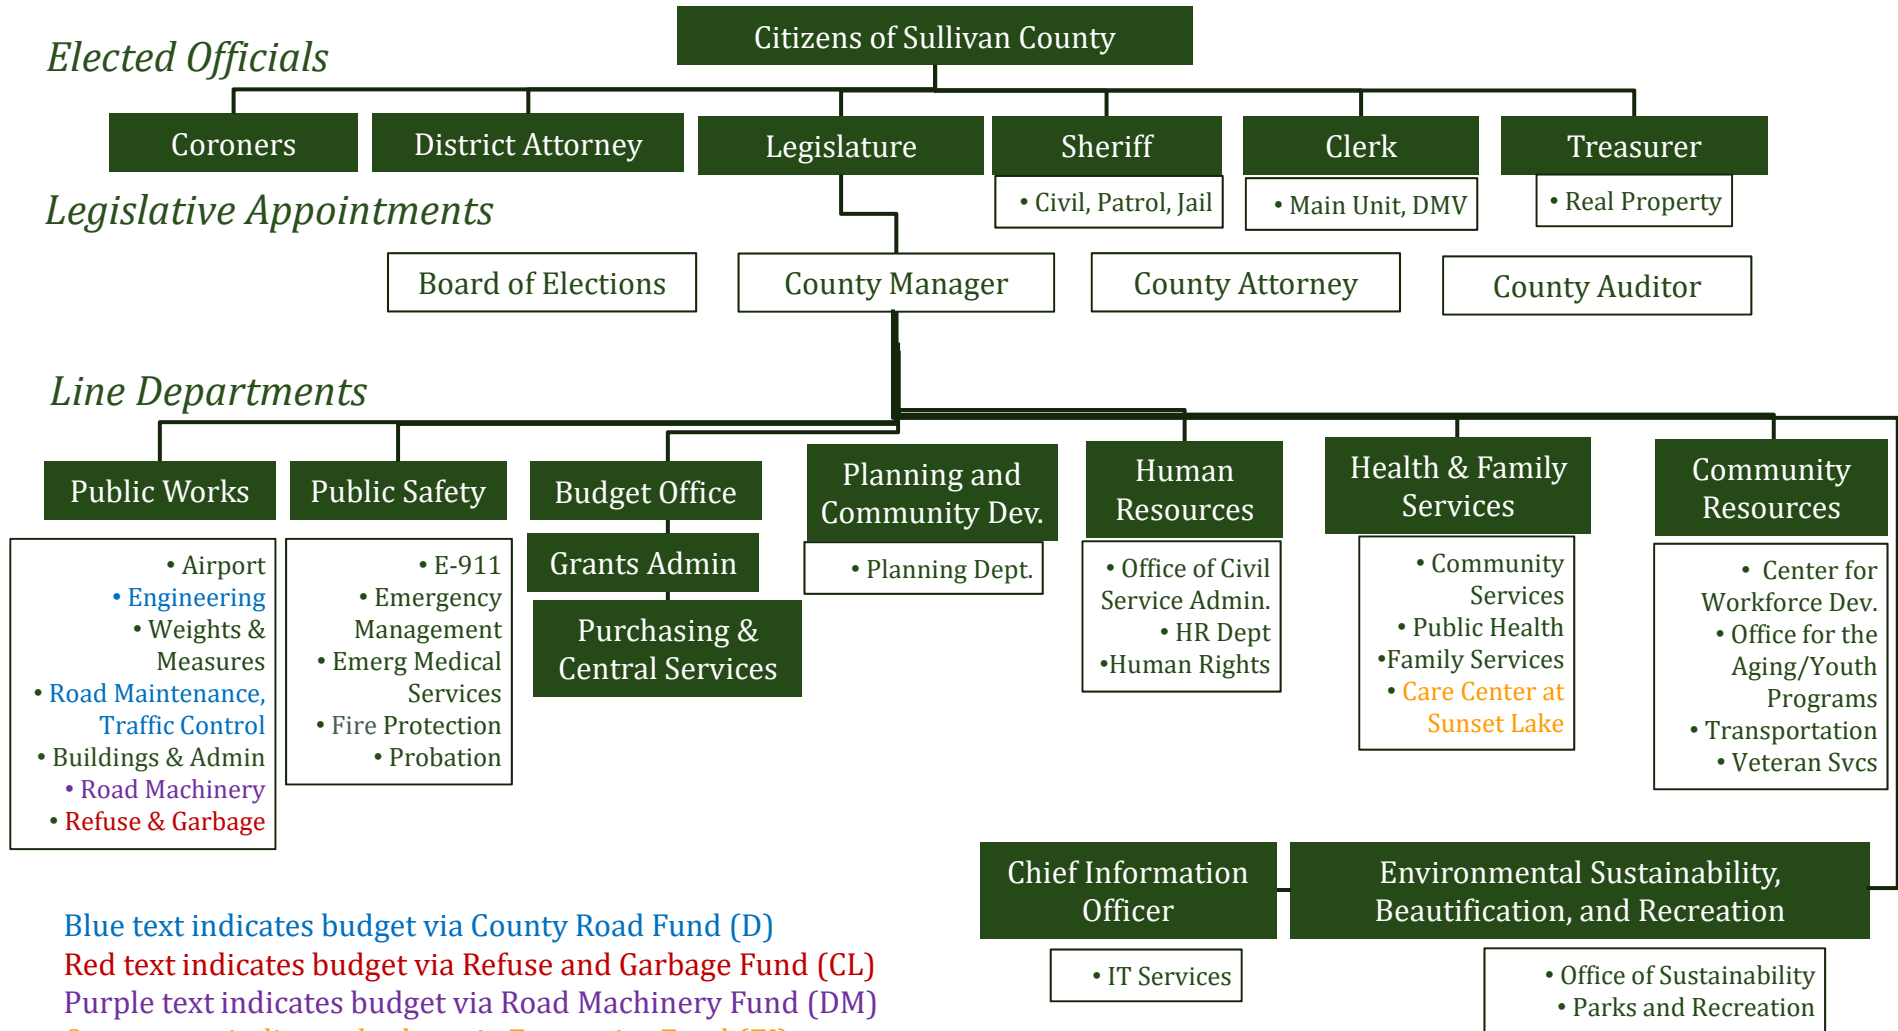 Citizens of Sullivan County
Elected Officials
Coroners
District Attorney
Legislature
Sheriff
Clerk
Treasurer
• Civil, Patrol, Jail
• Main Unit, DMV
• Real Property
Legislative Appointments
Board of Elections
County Manager
County Attorney
County Auditor
Line Departments
Public Works
• Airport
• Engineering
• Weights &
Measures
• Road Maintenance,
Traffic Control
• Buildings & Admin
• Road Machinery
• Refuse & Garbage
Public Safety
• E-911
• Emergency
Management
• Emerg Medical
Services
• Fire Protection
• Probation
Budget Office
Grants Admin
Purchasing &
Central Services
Planning and
Community Dev.
• Planning Dept.
Human
Resources
• Office of Civil
Service Admin.
• HR Dept
•Human Rights
Health & Family
Services
• Community
Services
• Public Health
•Family Services
• Care Center at
Sunset Lake
Community
Resources
• Center for
Workforce Dev.
• Office for the
Aging/Youth
Programs
• Transportation
• Veteran Svcs
Chief Information
Officer
• IT Services
Environmental Sustainability,
Beautification, and Recreation
• Office of Sustainability
• Parks and Recreation
Blue text indicates budget via County Road Fund (D)
Red text indicates budget via Refuse and Garbage Fund (CL)
Purple text indicates budget via Road Machinery Fund (DM)